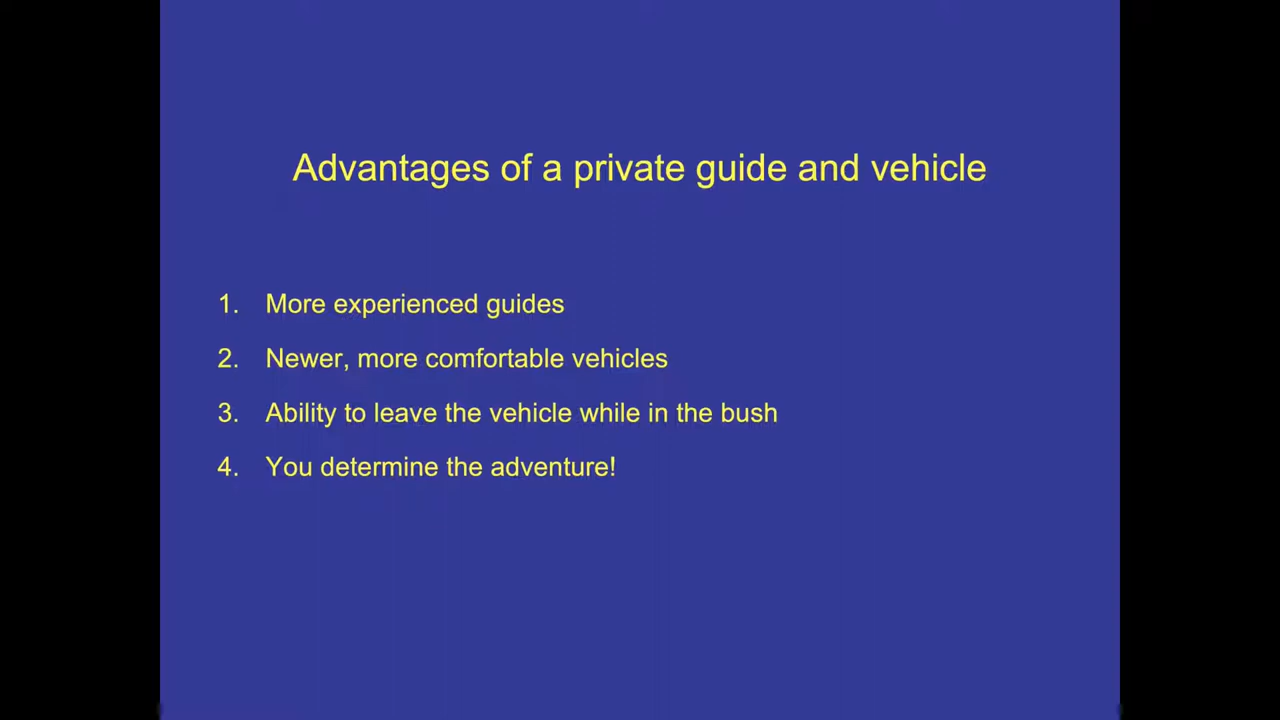 Advantages of a private guide and vehicle
1. More experienced guides
2. Newer, more comfortable vehicles
3. Ability to leave the vehicle while in the bush
4. You determine the adventure!